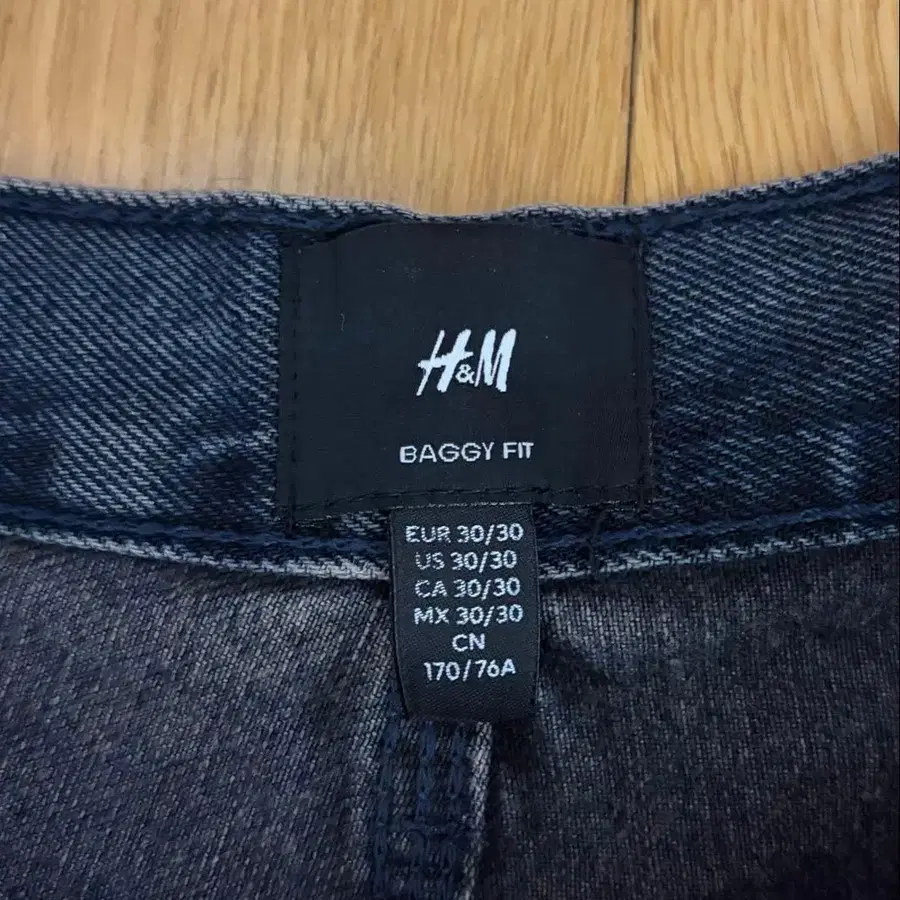 H&M
BAGGY FIT
EUR 30/30
US 30/30
CA 30/30
MX 30/30
CN
170/76A